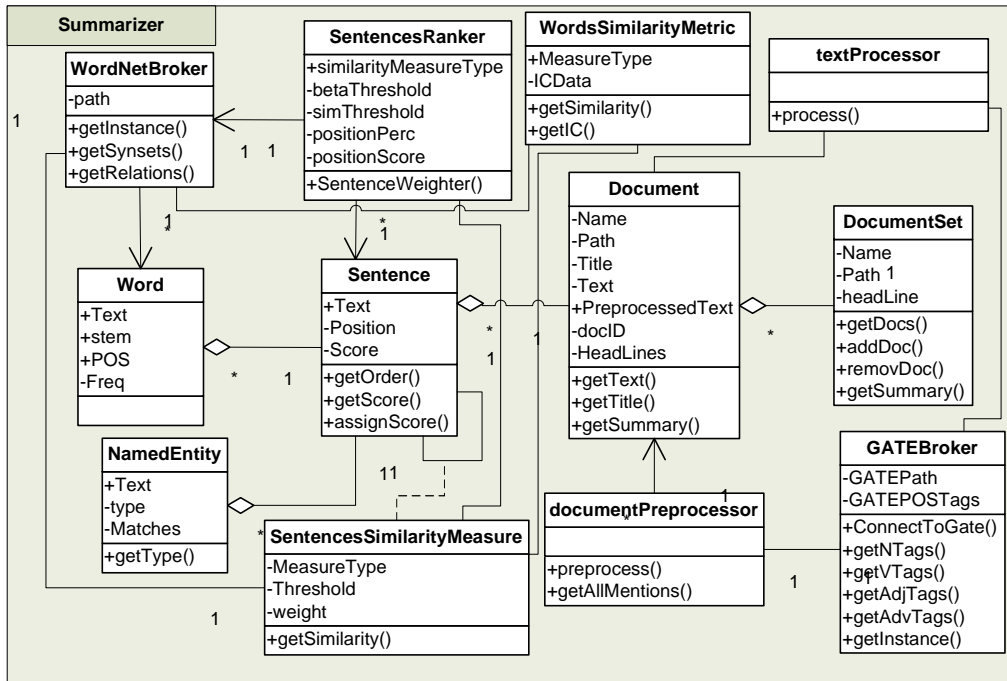 Summarizer
WordNetBroker
-path
+getInstance()
+getSynsets()
+getRelations()
SentencesRanker
+similarityMeasureType
-betaThreshold
-simThreshold
-positionPerc
-positionScore
+SentenceWeighter()
WordsSimilarityMetric
+MeasureType
-ICData
+getSimilarity()
+getIC()
textProcessor
+process()
1
1
1
1
*
*
1
Word
+Text
+stem
+POS
-Freq
*
1
Sentence
+Text
-Position
-Score
+getOrder()
+getScore()
+assignScore()
*
1
1
11
Document
-Name
-Path
-Title
-Text
+PreprocessedText
-docID
-HeadLines
+getText()
+getTitle()
+getSummary()
*
DocumentSet
-Name
-Path
1
-headLine
+getDocs()
+addDoc()
+removDoc()
+getSummary()
NamedEntity
+Text
-type
-Matches
+getType()
*
SentencesSimilarityMeasure
-MeasureType
-Threshold
-weight
+getSimilarity()
1
documentPreprocessor
*
1
+preprocess()
+getAllMentions()
1
GATEBroker
-GATEPath
-GATEPOSTags
+ConnectToGate()
+getNTags()
+getVTags()
1
+getAdjTags()
+getAdvTags()
+getInstance()